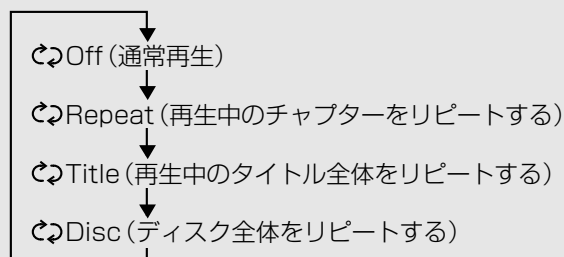 Off(通常再生)
Repeat(再生中のチャプターをリピートする)
Title(再生中のタイトル全体をリピートする)
Disc(ディスク全体をリピートする)